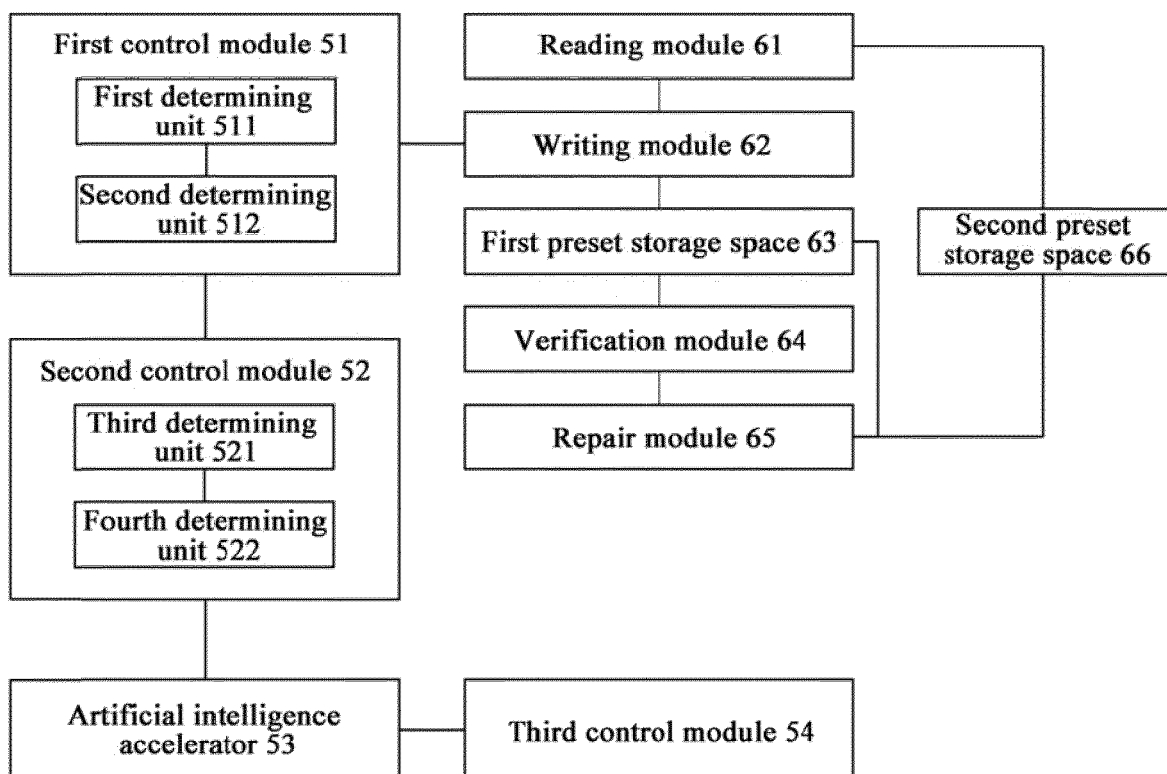 First control module 51
First determining
unit 511
Second determining
unit 512
Second control module 52
Third determining
unit 521
Fourth determining
unit 522
Artificial intelligence
accelerator 53
Reading module 61
Writing module 62
First preset storage space 63
Verification module 64
Repair module 65
Second preset
storage space 66
Third control module 54